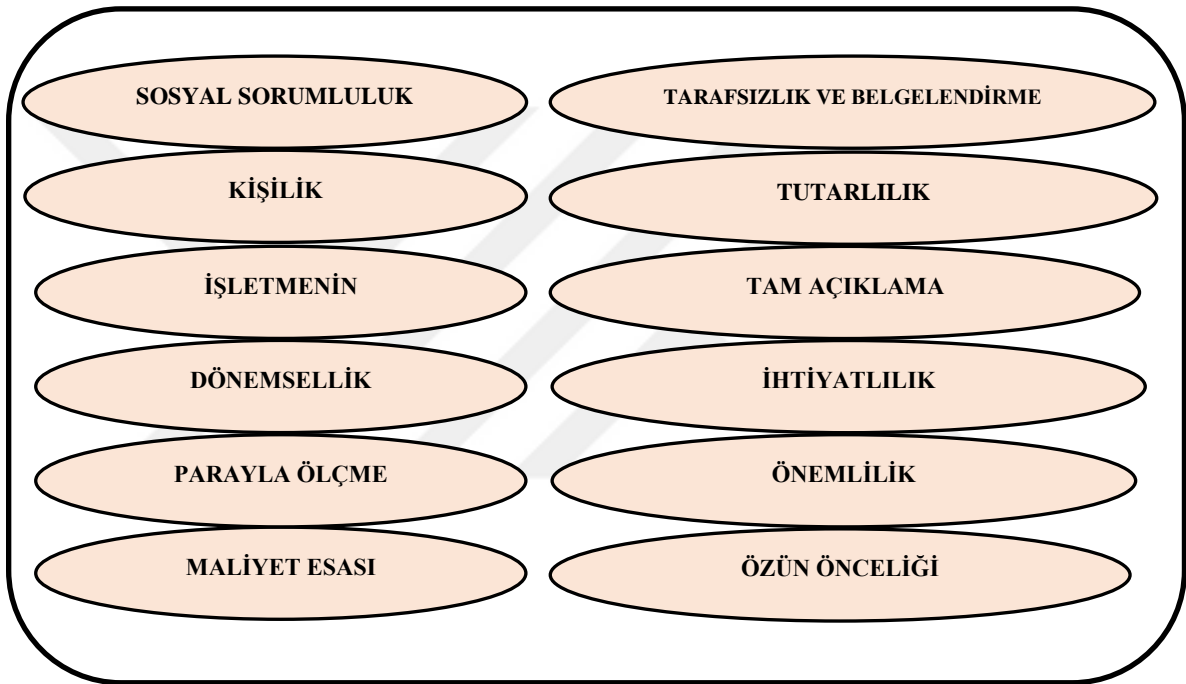 SOSYAL SORUMLULUK
TARAFSIZLIK VE BELGELENDİRME
KİŞİLİK
TUTARLILIK
İŞLETMENİN
TAM AÇIKLAMA
DÖNEMSELLİK
İHTİYATLILIK
PARAYLA ÖLÇME
ÖNEMLİLİK
MALİYET ESASI
ÖZÜN ÖNCELİĞİ